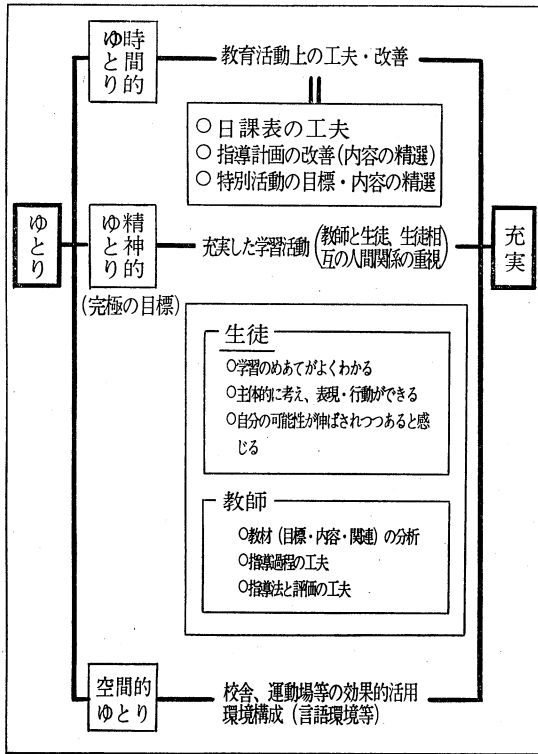 時間的
ゆとり
教育活動上の工夫・改善
○日課表の工夫
○指導計画の改善(内容の精選)
○特別活動の目標・内容の精選
ゆとり
精神的
ゆとり
(究極の目標)
充実した学習活動(教師と生徒、生徒相
互の人間関係の重視)
充実
生徒
○学習のめあてがよくわかる
○主体的に考え、表現・行動ができる
○自分の可能性が伸ばされつつあると感
じる
教師
○教材(目標・内容・関連)の分析
○指導過程の工夫
○指導法と評価の工夫
空間的
ゆとり
校舎、運動場等の効果的活用
環境構成(言語環境等)